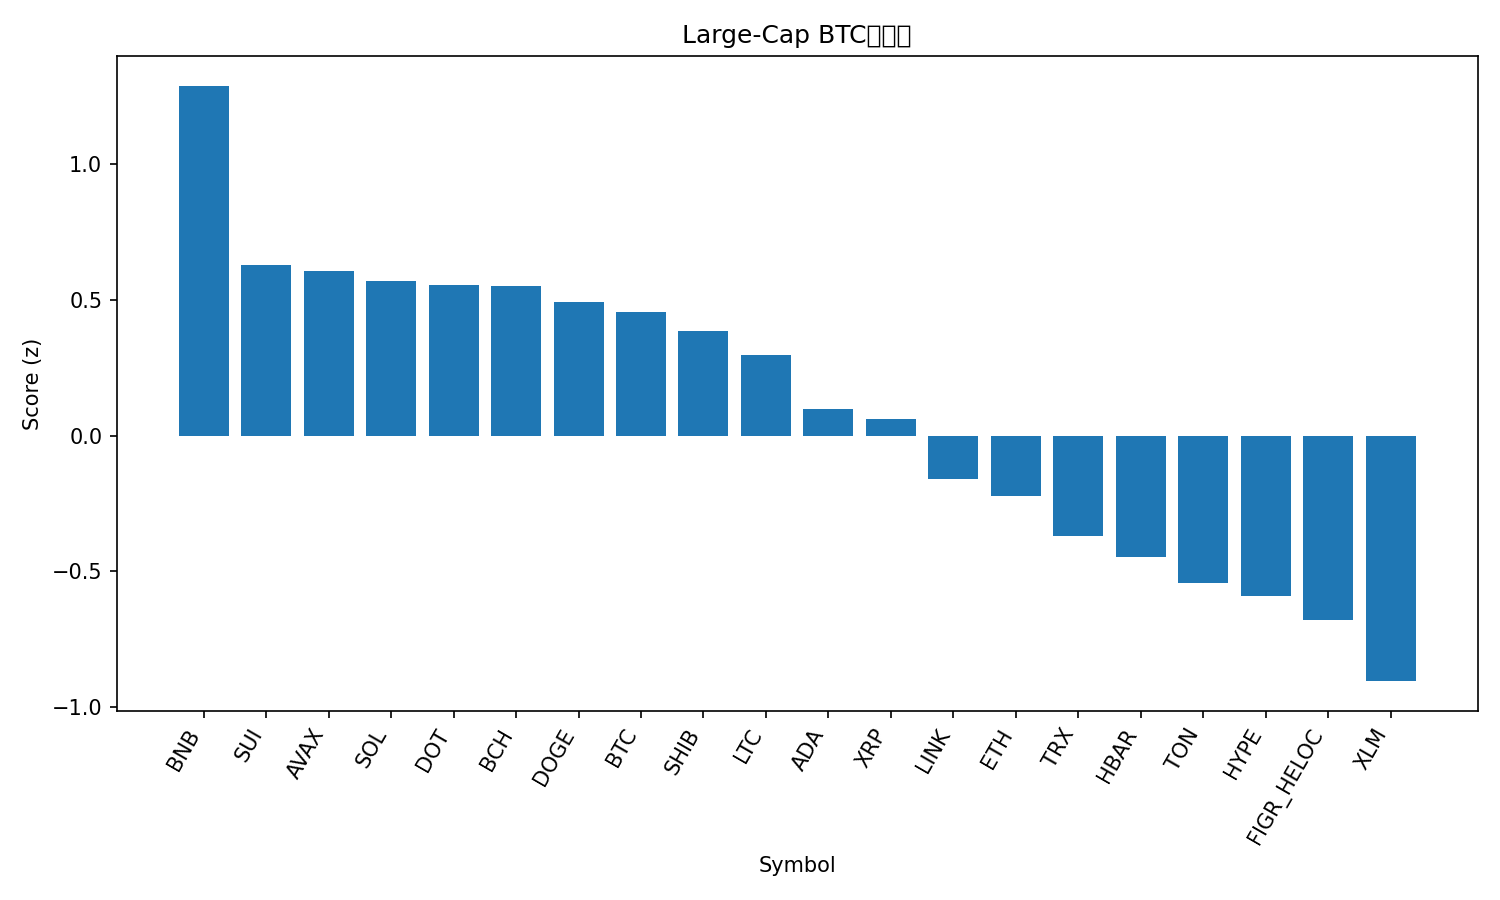 Large-Cap BTC
Score (z)
1.0
0.5
0.0
−0.5
−1.0
BNB
SUI
AVAX
SOL
DOT
BCH
DOGE
BTC
SHIB
LTC
ADA
XRP
LINK
ETH
TRX
HBAR
TON
HYPE
FIGR_HELOC
XLM
Symbol